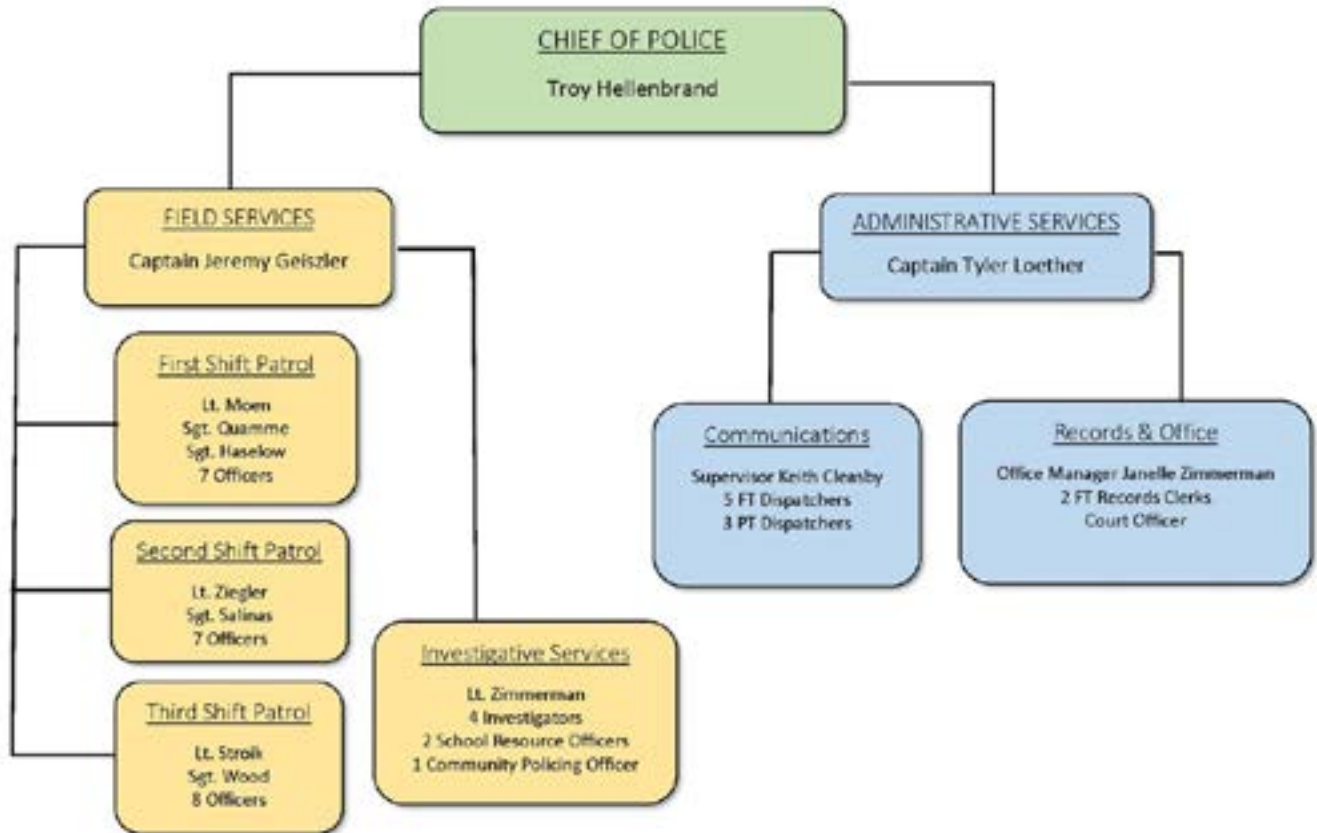 CHIEF OF POLICE
Troy Hellenbrand
FIELD SERVICES
Captain Jeremy Geiszler
ADMINISTRATIVE SERVICES
Captain Tyler Loether
First Shift Patrol
Lt. Moen
Sgt. Quamme
Sgt. Haselow
7 Officers
Second Shift Patrol
Lt. Ziegler
Sgt. Salinas
7 Officers
Third Shift Patrol
Lt. Stroik
Sgt. Wood
8 Officers
Investigative Services
Lt. Zimmerman
4 Investigators
2 School Resource Officers
1 Community Policing Officer
Communications
Supervisor Keith Cleasby
5 FT Dispatchers
3 PT Dispatchers
Records & Office
Office Manager Janelle Zimmerman
2 FT Records Clerks
Court Officer